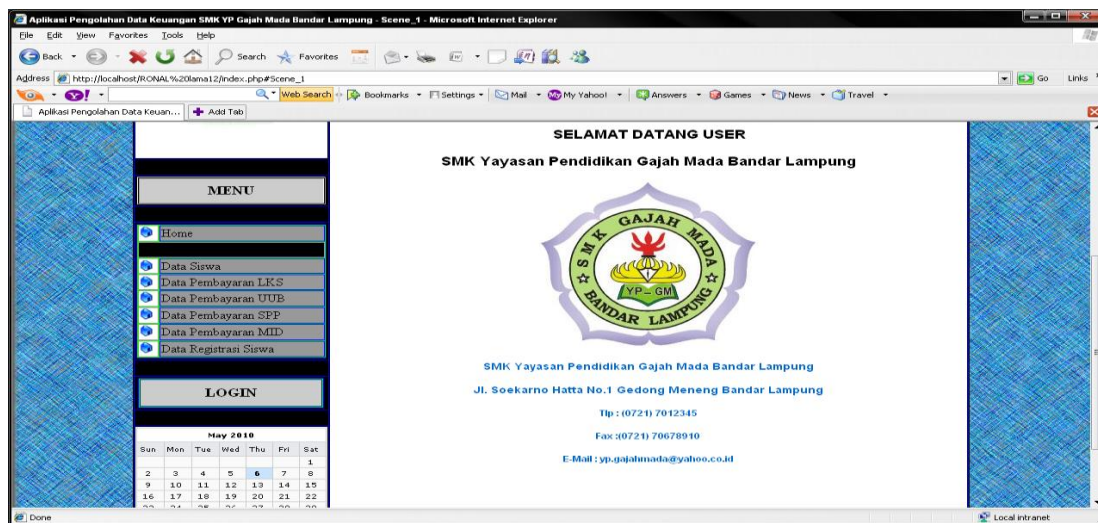 Aplikasi Pengolahan Data Keuangan SMK YP Gajah Mada Bandar Lampung - Scene_1 - Microsoft Internet Explorer
File Edit View Favorites Tools Help
Back Search Favorites
Address http://localhost/RONAL%20lama12/index.php#Scene_1 Go Links
Y! Web Search Bookmarks Settings Mail My Yahoo! Answers Games News Travel
Aplikasi Pengolahan Data Keuan... Add Tab
SELAMAT DATANG USER
SMK Yayasan Pendidikan Gajah Mada Bandar Lampung
MENU
Home
Data Siswa
Data Pembayaran LKS
Data Pembayaran UUB
Data Pembayaran SPP
Data Pembayaran MID
Data Registrasi Siswa
LOGIN
May 2010
Sun Mon Tue Wed Thu Fri Sat
1
2 3 4 5 6 7 8
9 10 11 12 13 14 15
16 17 18 19 20 21 22
SMK GAJAH MADA
YP-GM
BANDAR LAMPUNG
SMK Yayasan Pendidikan Gajah Mada Bandar Lampung
Jl. Soekarno Hatta No.1 Gedong Meneng Bandar Lampung
Tlp : (0721) 7012345
Fax :(0721) 70678910
E-Mail : yp.gajahmada@yahoo.co.id
Done Local intranet